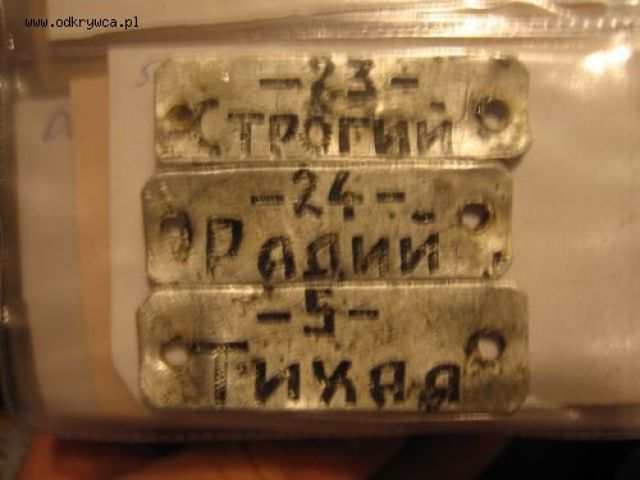 www.odkrywca.pl
-23-
СТРОГИЙ
-24-
РАДИЙ
-5-
ТИХАЯ